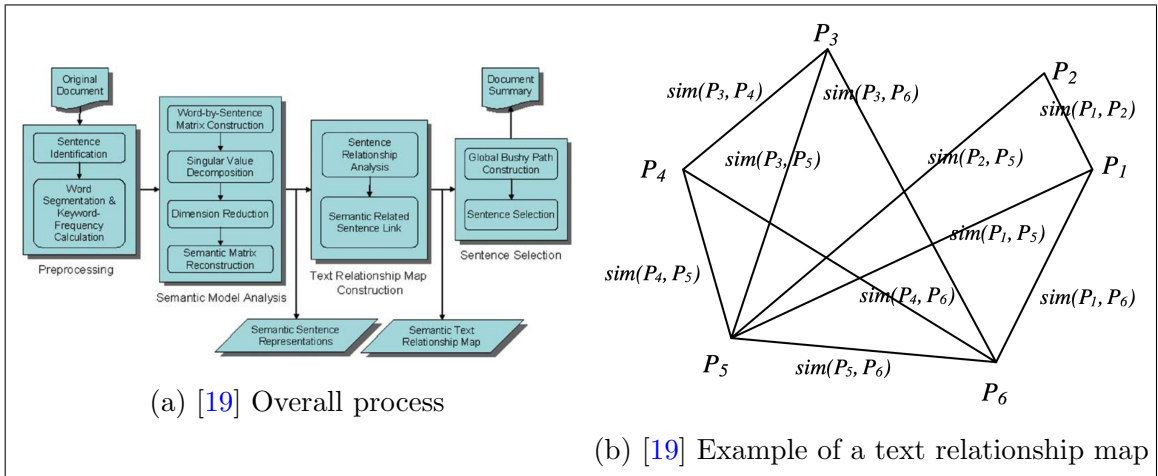 Original
Document
Sentence
Identification
Word
Segmentation &
Keyword-
Frequency
Calculation
Preprocessing
Word-by-Sentence
Matrix Construction
Singular Value
Decomposition
Dimension Reduction
Semantic Matrix
Reconstruction
Semantic Model Analysis
Sentence
Relationship
Analysis
Semantic Related
Sentence Link
Text Relationship Map
Construction
Document
Summary
Global Bushy Path
Construction
Sentence Selection
Sentence Selection
Semantic Sentence
Representations
Semantic Text
Relationship Map
(a) [19] Overall process
P3
P2
sim(P3, P4)
sim(P3, P6)
sim(P1, P2)
sim(P3, P5)
sim(P2, P5)
P4
P1
sim(P1, P5)
sim(P4, P5)
sim(P4, P6)
sim(P1, P6)
P5
sim(P5, P6)
P6
(b) [19] Example of a text relationship map